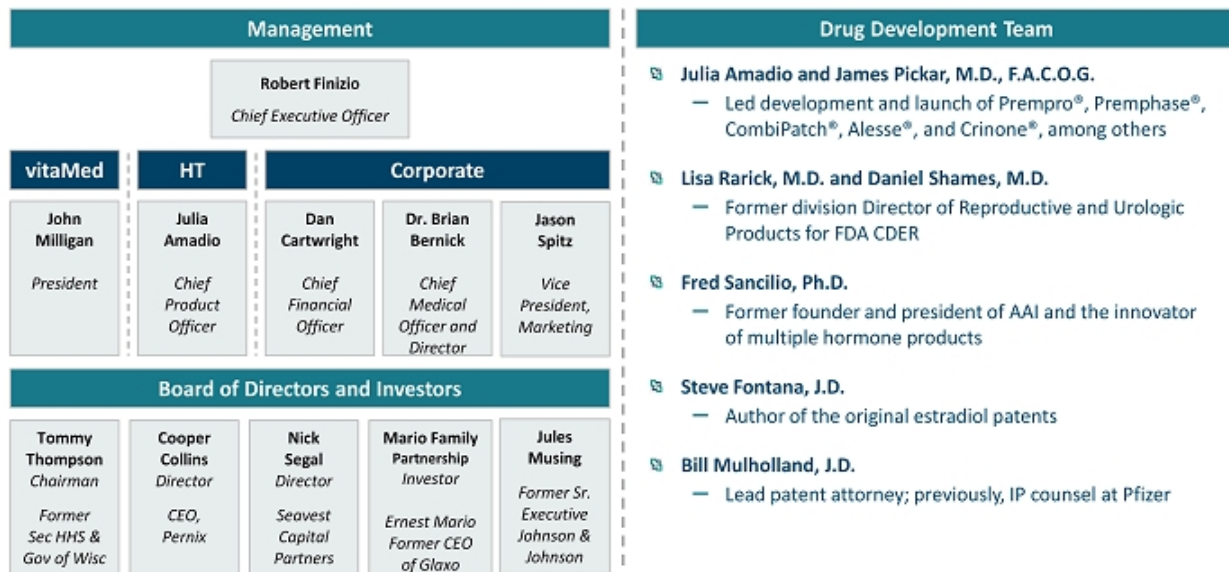 Management
Robert Finizio
Chief Executive Officer
vitaMed
John
Milligan
President
HT
Julia
Amadio
Chief
Product
Officer
Corporate
Dan
Cartwright
Chief
Financial
Officer
Dr. Brian
Bernick
Chief
Medical
Officer and
Director
Jason
Spitz
Vice
President,
Marketing
Board of Directors and Investors
Tommy
Thompson
Chairman
Former
Sec HHS &
Gov of Wisc
Cooper
Collins
Director
CEO,
Pernix
Nick
Segal
Director
Seavest
Capital
Partners
Mario Family
Partnership
Investor
Ernest Mario
Former CEO
of Glaxo
Jules
Musing
Former Sr.
Executive
Johnson &
Johnson
Drug Development Team
Julia Amadio and James Pickar, M.D., F.A.C.O.G.
— Led development and launch of Prempro®, Premphase®,
CombiPatch®, Alesse®, and Crinone®, among others
Lisa Rarick, M.D. and Daniel Shames, M.D.
— Former division Director of Reproductive and Urologic
Products for FDA CDER
Fred Sancilio, Ph.D.
— Former founder and president of AAI and the innovator
of multiple hormone products
Steve Fontana, J.D.
— Author of the original estradiol patents
Bill Mulholland, J.D.
— Lead patent attorney; previously, IP counsel at Pfizer